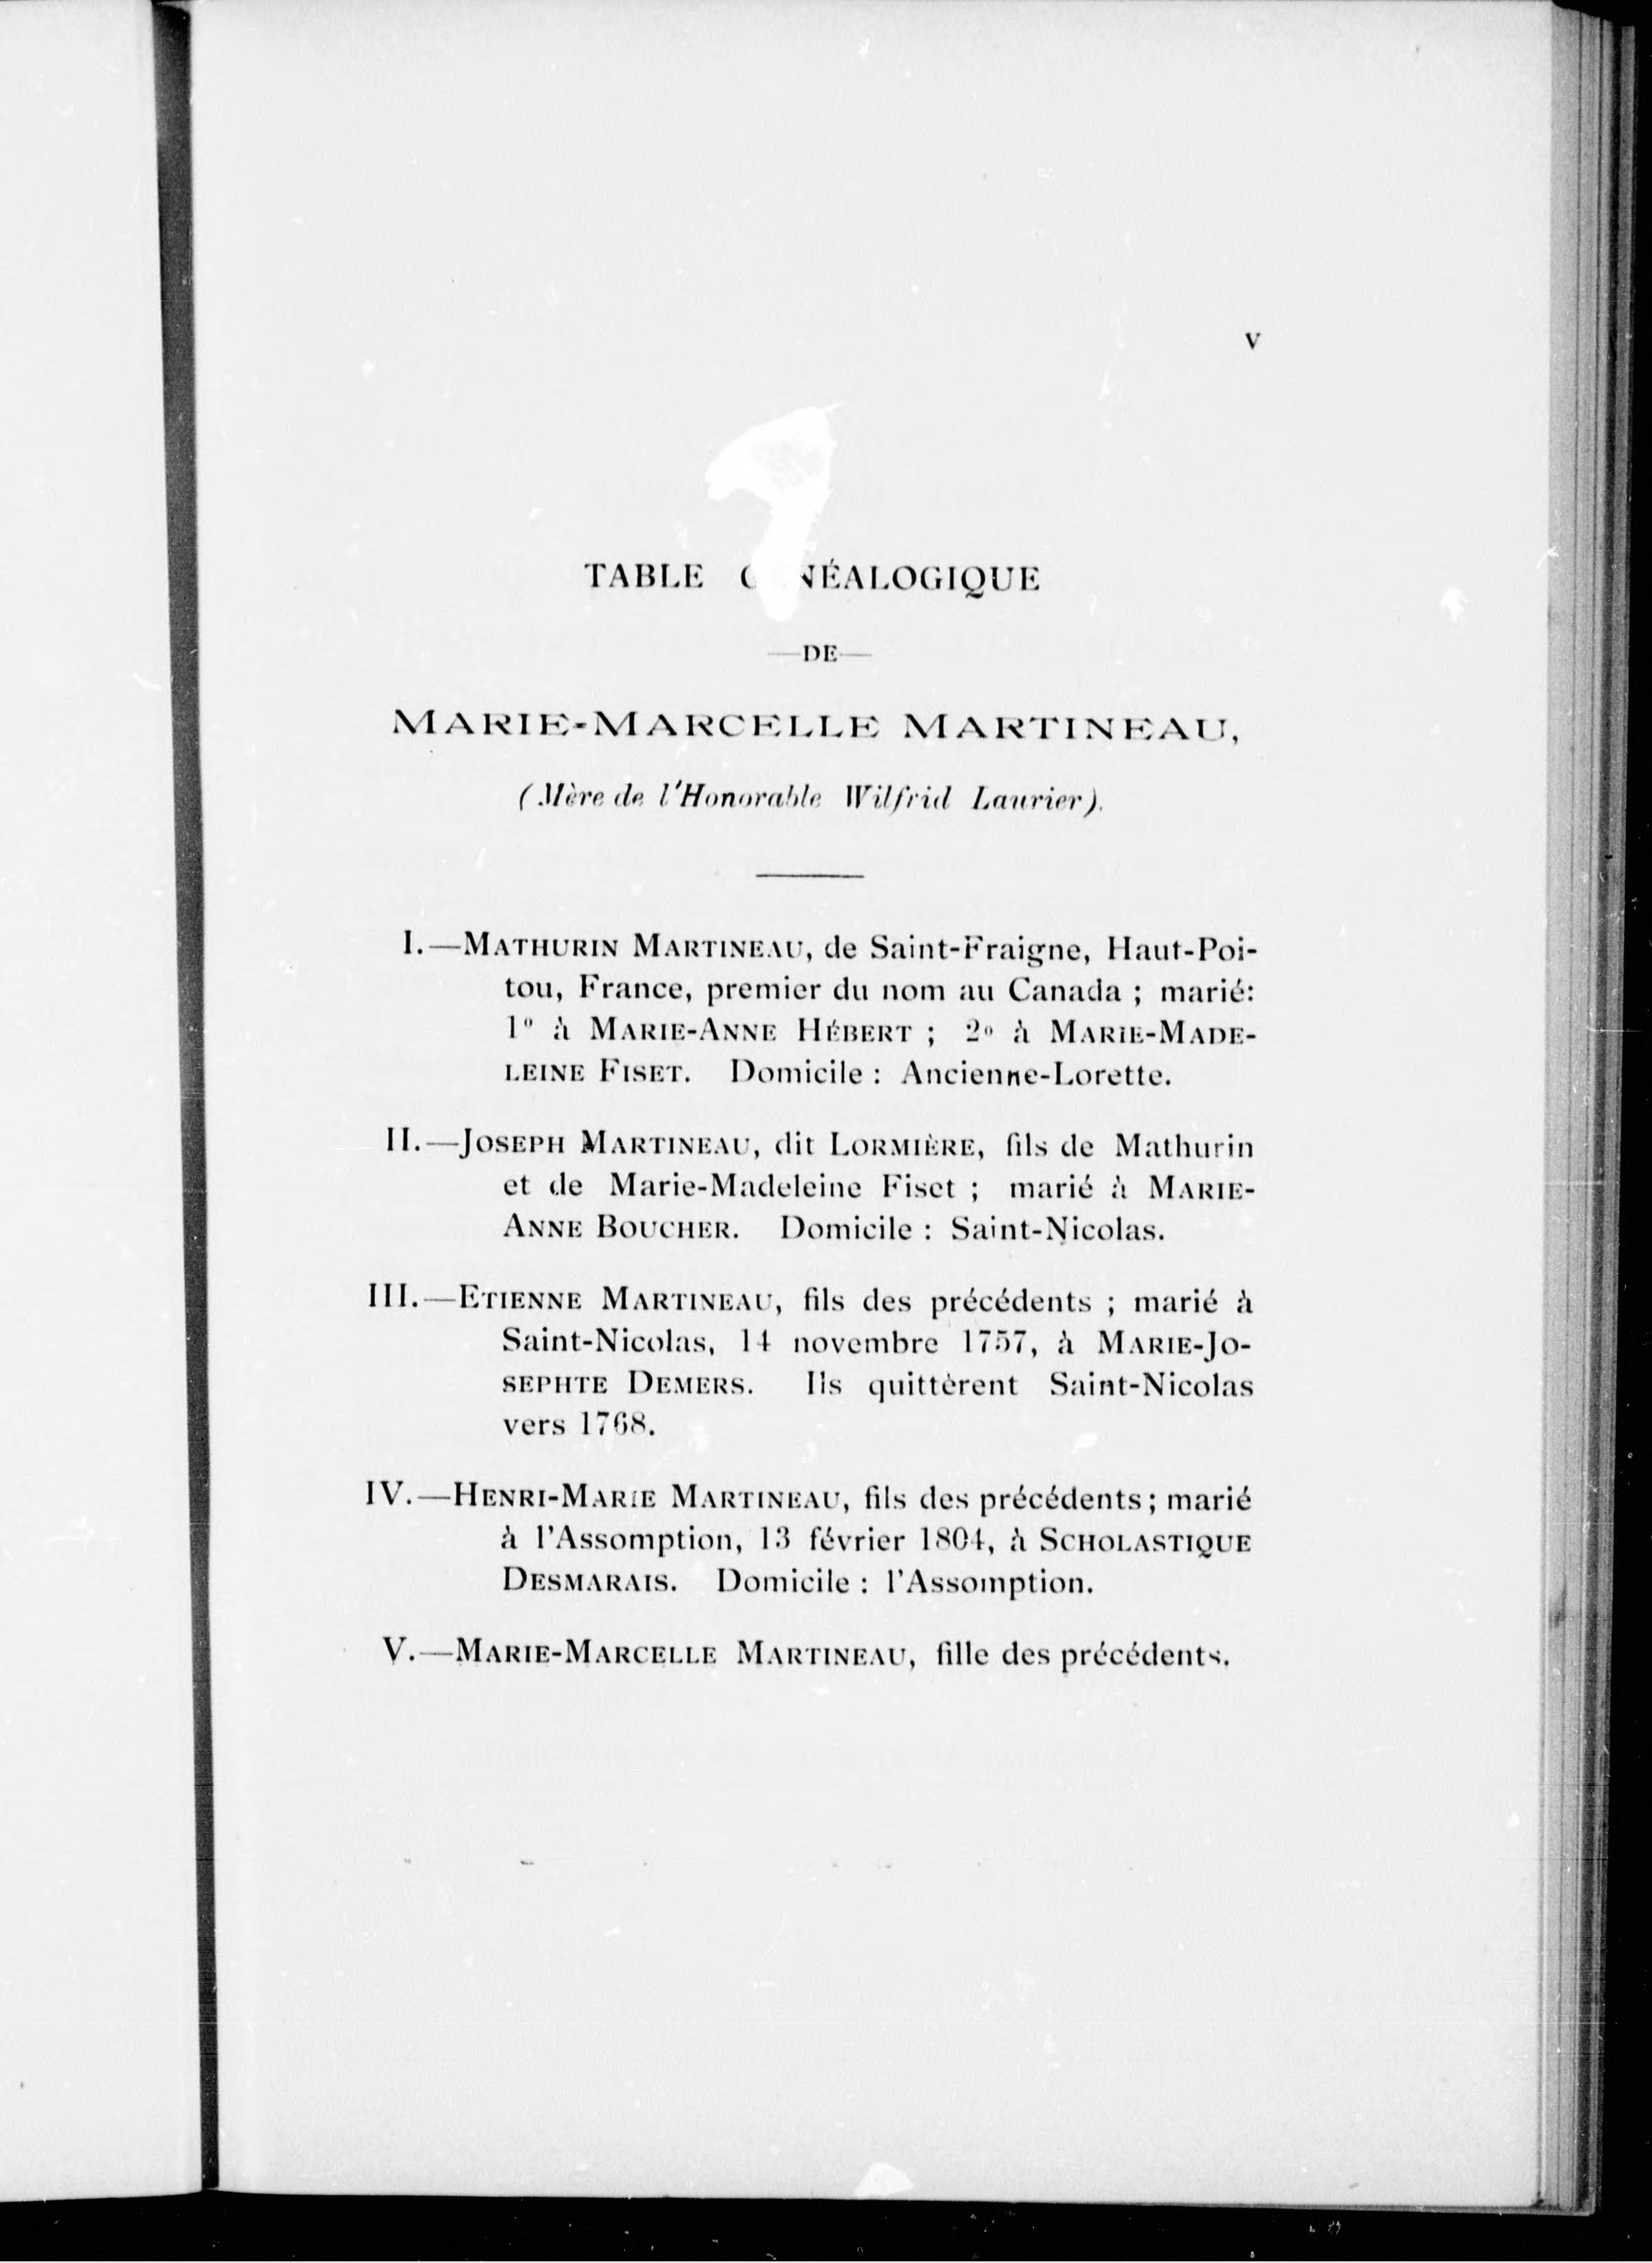 V
TABLE GÉNÉALOGIQUE
—DE—
MARIE-MARCELLE MARTINEAU,
(Mère de l'Honorable Wilfrid Laurier).
I.—MATHURIN MARTINEAU, de Saint-Fraigne, Haut-Poi-
tou, France, premier du nom au Canada ; marié:
1º à MARIE-ANNE HÉBERT ; 2º à MARIE-MADE-
LEINE FISET. Domicile : Ancienne-Lorette.
II.—JOSEPH MARTINEAU, dit LORMIÈRE, fils de Mathurin
et de Marie-Madeleine Fiset ; marié à MARIE-
ANNE BOUCHER. Domicile : Saint-Nicolas.
III.—ETIENNE MARTINEAU, fils des précédents ; marié à
Saint-Nicolas, 14 novembre 1757, à MARIE-JO-
SEPHTE DEMERS. Ils quittèrent Saint-Nicolas
vers 1768.
IV.—HENRI-MARIE MARTINEAU, fils des précédents; marié
à l'Assomption, 13 février 1804, à SCHOLASTIQUE
DESMARAIS. Domicile : l'Assomption.
V.—MARIE-MARCELLE MARTINEAU, fille des précédents.